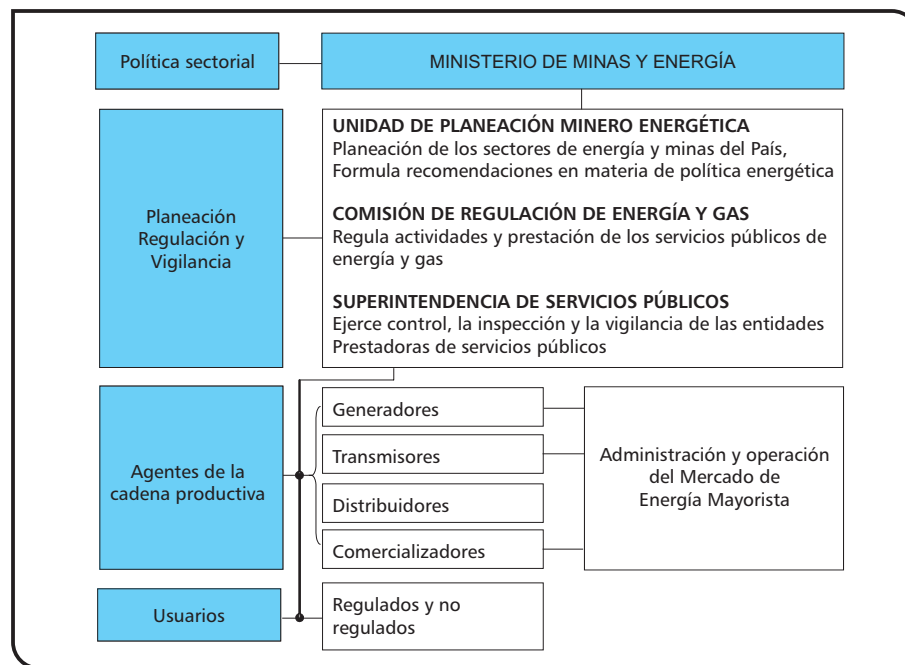 Política sectorial
MINISTERIO DE MINAS Y ENERGÍA
Planeación
Regulación y
Vigilancia
UNIDAD DE PLANEACIÓN MINERO ENERGÉTICA
Planeación de los sectores de energía y minas del País,
Formula recomendaciones en materia de política energética
COMISIÓN DE REGULACIÓN DE ENERGÍA Y GAS
Regula actividades y prestación de los servicios públicos de
energía y gas
SUPERINTENDENCIA DE SERVICIOS PÚBLICOS
Ejerce control, la inspección y la vigilancia de las entidades
Prestadoras de servicios públicos
Agentes de la
cadena productiva
Generadores
Transmisores
Distribuidores
Comercializadores
Administración y operación
del Mercado de
Energía Mayorista
Usuarios
Regulados y no
regulados